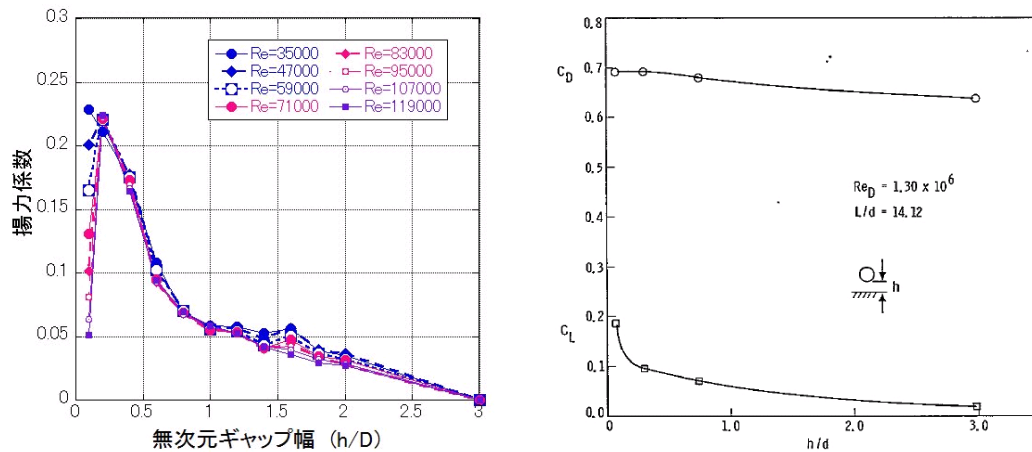 0.3
0.25
0.2
0.15
0.1
0.05
0
揚力係数
Re=35000
Re=47000
Re=59000
Re=71000
Re=83000
Re=95000
Re=107000
Re=119000
0 0.5 1 1.5 2 2.5 3
無次元ギャップ幅 (h/D)
0.8
0.7
C_D
0.6
0.5
0.4
0.3
0.2
C_L
0.1
0.0
Re_D = 1.30 x 10^6
L/d = 14.12
h
0 1.0 2.0 3.0
h/d